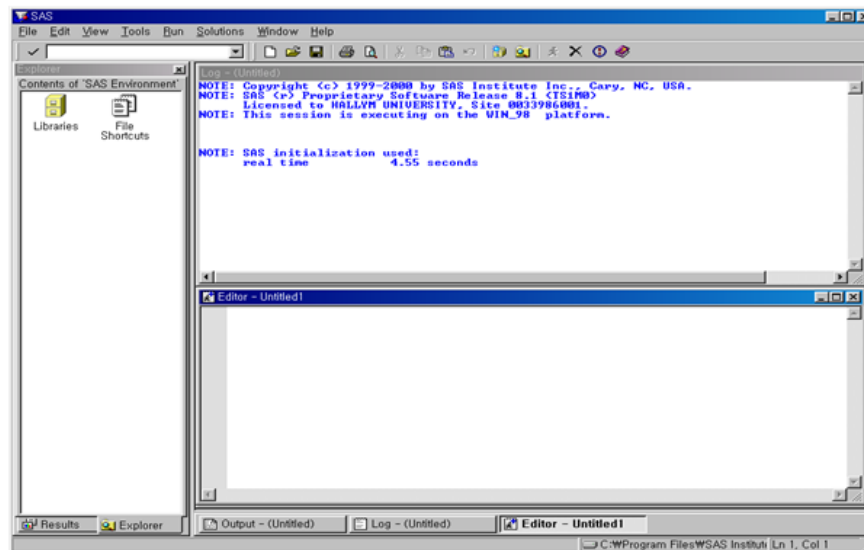 SAS
File Edit View Tools Run Solutions Window Help
Explorer
Contents of 'SAS Environment'
Libraries
File
Shortcuts
Log - (Untitled)
NOTE: Copyright (c) 1999-2000 by SAS Institute Inc., Cary, NC, USA.
NOTE: SAS (r) Proprietary Software Release 8.1 (TS1M0)
Licensed to HALLYM UNIVERSITY, Site 0033986001.
NOTE: This session is executing on the WIN_98 platform.
NOTE: SAS initialization used:
real time 4.55 seconds
Editor - Untitled1
Results
Explorer
Output - (Untitled)
Log - (Untitled)
Editor - Untitled1
C:₩Program Files₩SAS Institut
Ln 1, Col 1